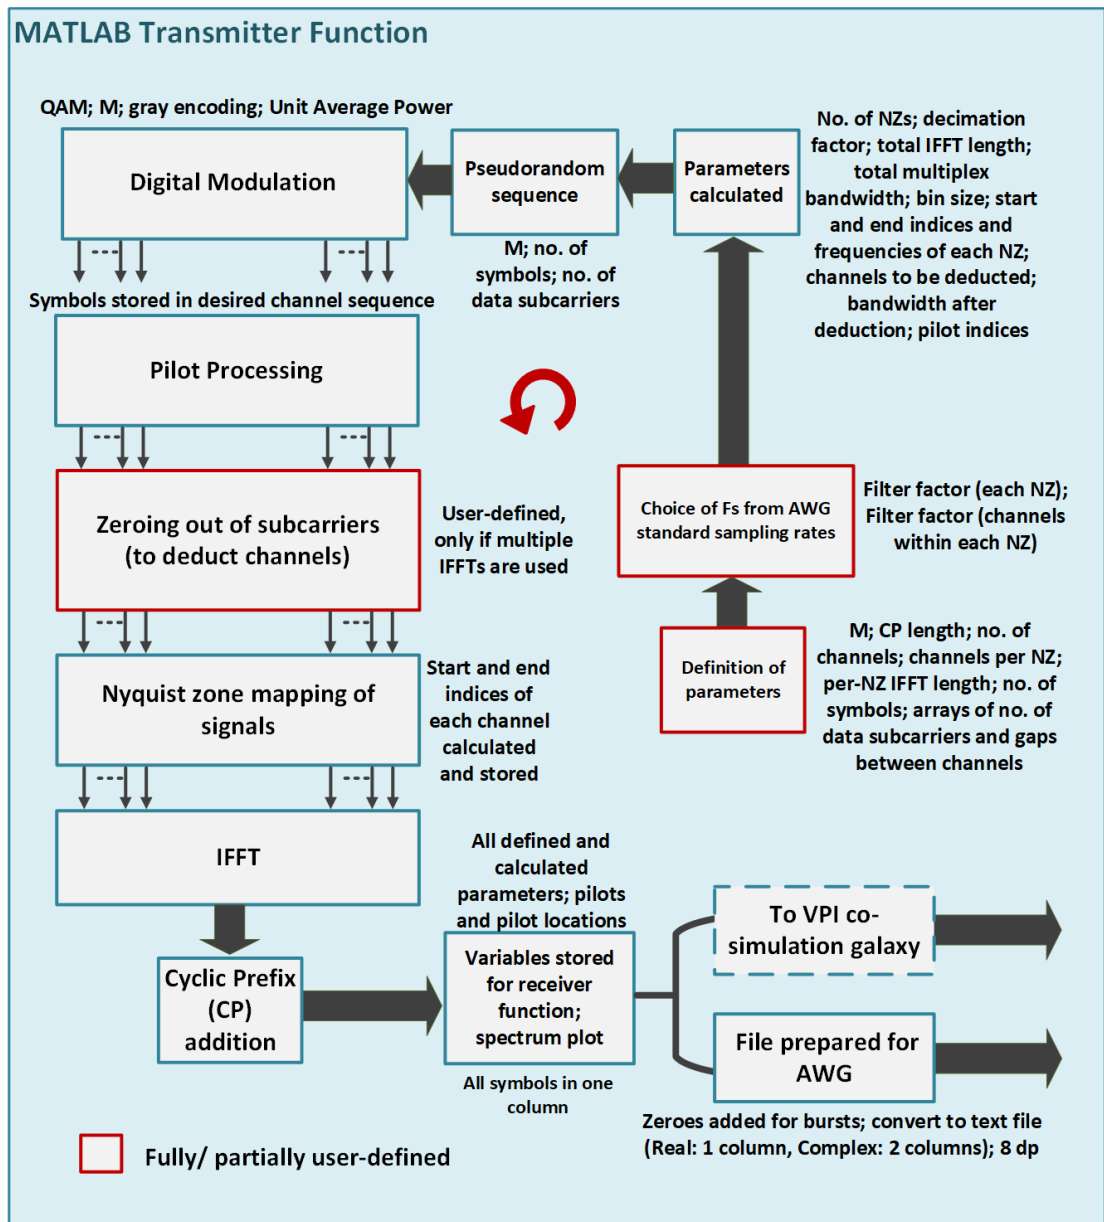 MATLAB Transmitter Function
QAM; M; gray encoding; Unit Average Power
Digital Modulation
Pseudorandom
sequence
M; no. of
symbols; no. of
data subcarriers
Parameters
calculated
No. of NZs; decimation
factor; total IFFT length;
total multiplex
bandwidth; bin size; start
and end indices and
frequencies of each NZ;
channels to be deducted;
bandwidth after
deduction; pilot indices
Symbols stored in desired channel sequence
Pilot Processing
Zeroing out of subcarriers
(to deduct channels)
User-defined,
only if multiple
IFFTs are used
Choice of Fs from AWG
standard sampling rates
Filter factor (each NZ);
Filter factor (channels
within each NZ)
Definition of
parameters
M; CP length; no. of
channels; channels per NZ;
per-NZ IFFT length; no. of
symbols; arrays of no. of
data subcarriers and gaps
between channels
Nyquist zone mapping of
signals
Start and end
indices of
each channel
calculated
and stored
IFFT
Cyclic Prefix
(CP)
addition
All defined and
calculated
parameters; pilots
and pilot locations
Variables stored
for receiver
function;
spectrum plot
All symbols in one
column
To VPI co-
simulation galaxy
File prepared for
AWG
Zeroes added for bursts; convert to text file
(Real: 1 column, Complex: 2 columns); 8 dp
Fully/ partially user-defined